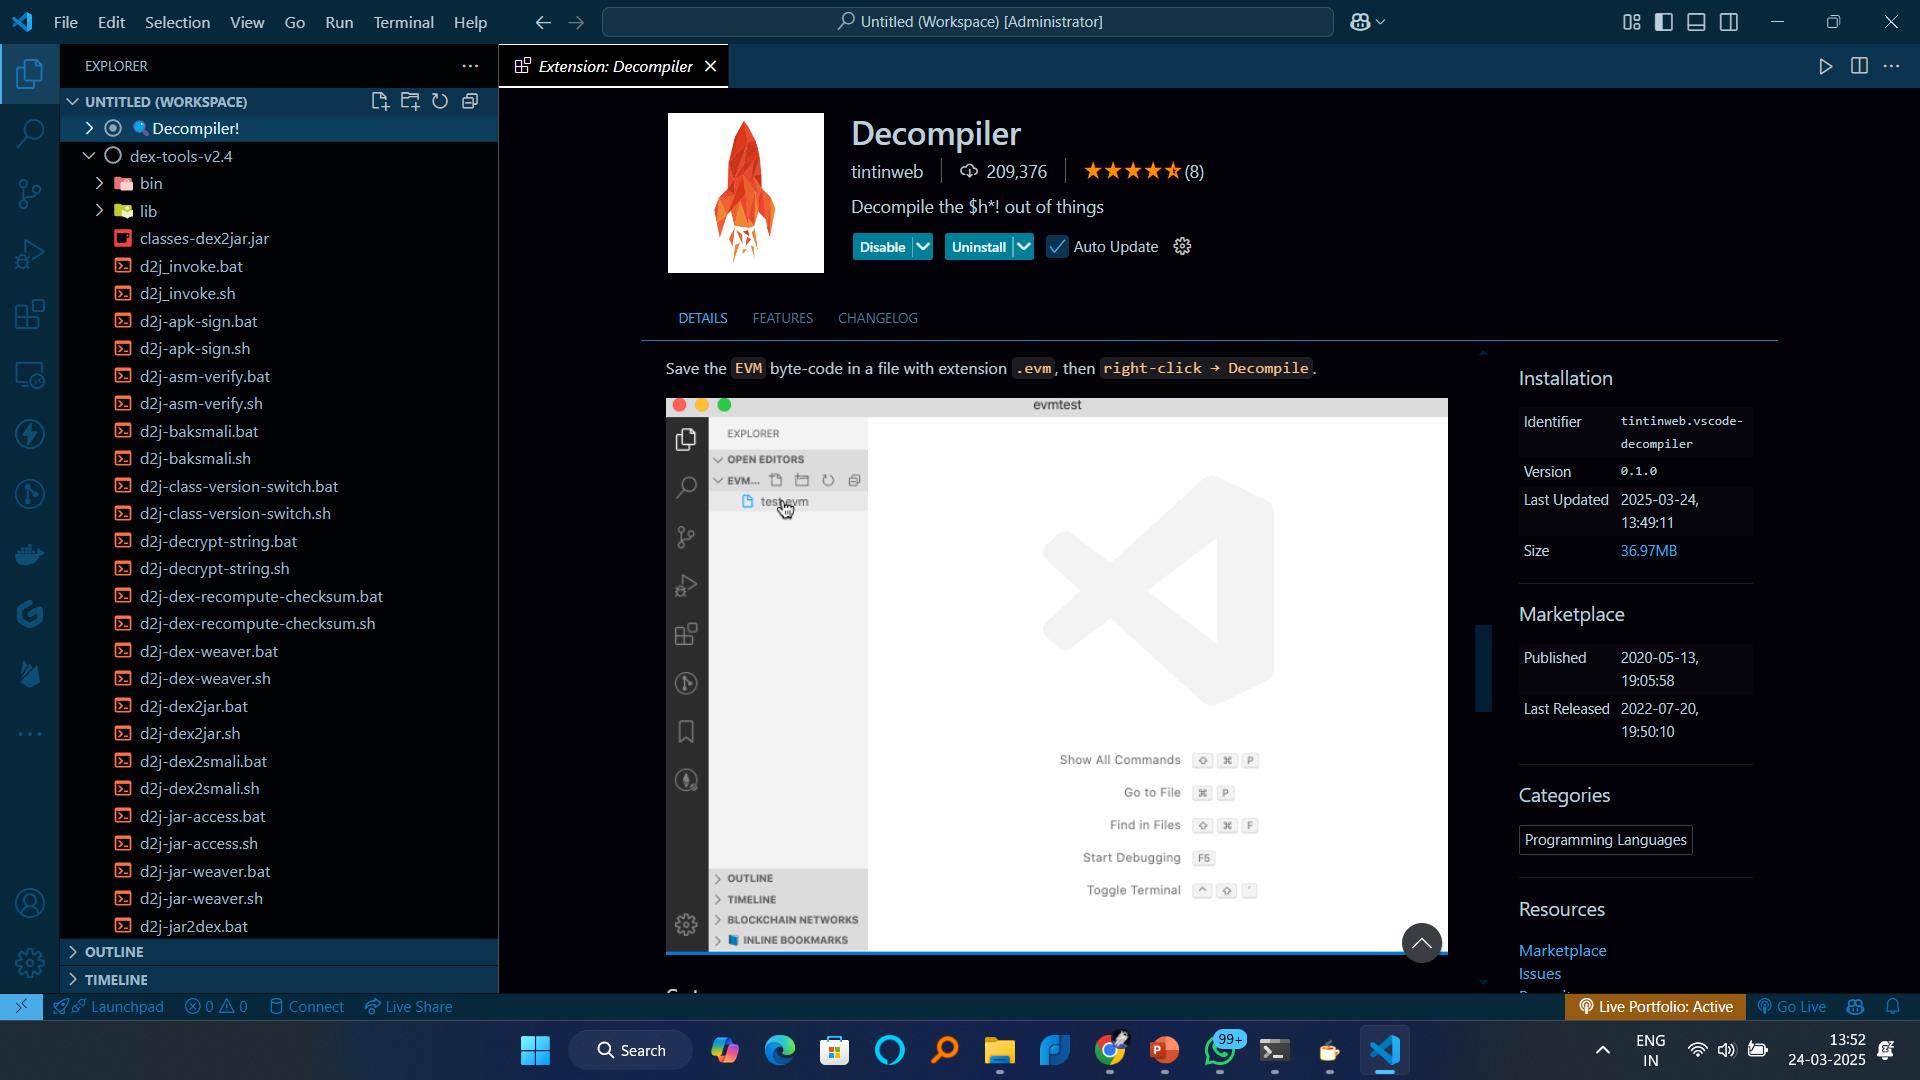 File Edit Selection View Go Run Terminal Help
Untitled (Workspace) [Administrator]
EXPLORER
UNTITLED (WORKSPACE)
Decompiler!
dex-tools-v2.4
bin
lib
classes-dex2jar.jar
d2j_invoke.bat
d2j_invoke.sh
d2j-apk-sign.bat
d2j-apk-sign.sh
d2j-asm-verify.bat
d2j-asm-verify.sh
d2j-baksmali.bat
d2j-baksmali.sh
d2j-class-version-switch.bat
d2j-class-version-switch.sh
d2j-decrypt-string.bat
d2j-decrypt-string.sh
d2j-dex-recompute-checksum.bat
d2j-dex-recompute-checksum.sh
d2j-dex-weaver.bat
d2j-dex-weaver.sh
d2j-dex2jar.bat
d2j-dex2jar.sh
d2j-dex2smali.bat
d2j-dex2smali.sh
d2j-jar-access.bat
d2j-jar-access.sh
d2j-jar-weaver.bat
d2j-jar-weaver.sh
d2j-jar2dex.bat
OUTLINE
TIMELINE
Extension: Decompiler
Decompiler
tintinweb 209,376 (8)
Decompile the $h*! out of things
Disable Uninstall Auto Update
DETAILS FEATURES CHANGELOG
Save the EVM byte-code in a file with extension .evm, then right-click → Decompile.
evmtest
EXPLORER
OPEN EDITORS
EVM...
test.evm
Show All Commands ⇧ ⌘ P
Go to File ⌘ P
Find in Files ⇧ ⌘ F
Start Debugging F5
Toggle Terminal ^ ⇧ `
OUTLINE
TIMELINE
BLOCKCHAIN NETWORKS
INLINE BOOKMARKS
Installation
Identifier tintinweb.vscode-
decompiler
Version 0.1.0
Last Updated 2025-03-24,
13:49:11
Size 36.97MB
Marketplace
Published 2020-05-13,
19:05:58
Last Released 2022-07-20,
19:50:10
Categories
Programming Languages
Resources
Marketplace
Issues
Launchpad 0 0 Connect Live Share
Live Portfolio: Active Go Live
Search
99+
ENG
IN
13:52
24-03-2025